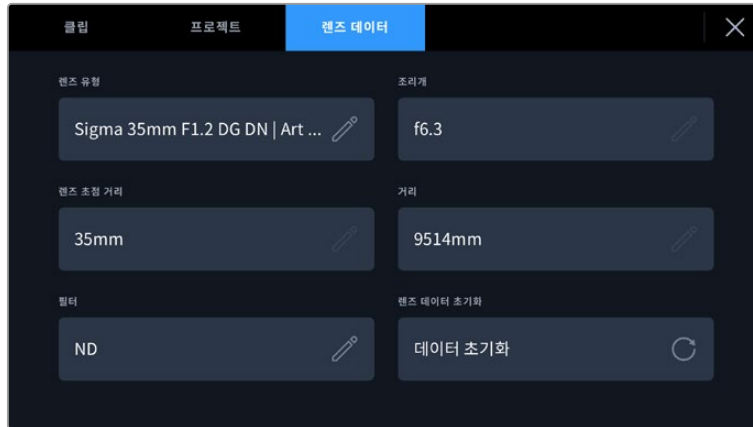 클립
프로젝트
렌즈 데이터
렌즈 유형
조리개
Sigma 35mm F1.2 DG DN | Art ...
f6.3
렌즈 초점 거리
거리
35mm
9514mm
필터
렌즈 데이터 초기화
ND
데이터 초기화